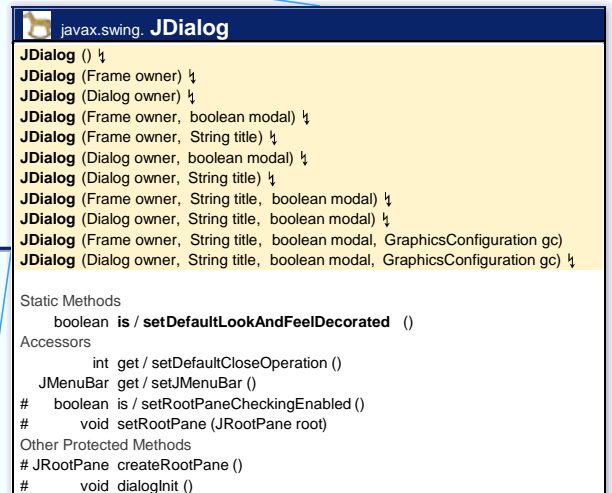 javax.swing. JDialog
JDialog () ↯
JDialog (Frame owner) ↯
JDialog (Dialog owner) ↯
JDialog (Frame owner, boolean modal) ↯
JDialog (Frame owner, String title) ↯
JDialog (Dialog owner, boolean modal) ↯
JDialog (Dialog owner, String title) ↯
JDialog (Frame owner, String title, boolean modal) ↯
JDialog (Dialog owner, String title, boolean modal) ↯
JDialog (Frame owner, String title, boolean modal, GraphicsConfiguration gc)
JDialog (Dialog owner, String title, boolean modal, GraphicsConfiguration gc) ↯
Static Methods
boolean is / setDefaultLookAndFeelDecorated ()
Accessors
int get / setDefaultCloseOperation ()
JMenuBar get / setJMenuBar ()
# boolean is / setRootPaneCheckingEnabled ()
# void setRootPane (JRootPane root)
Other Protected Methods
# JRootPane createRootPane ()
# void dialogInit ()